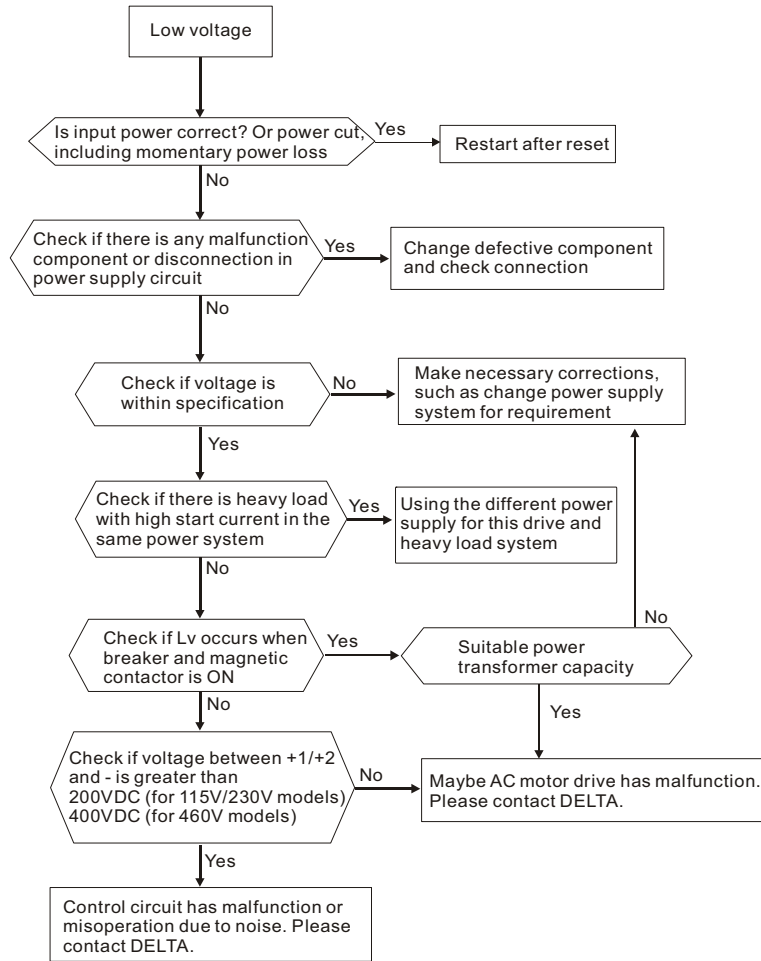 Low voltage
Is input power correct? Or power cut,
including momentary power loss
Yes
Restart after reset
No
Check if there is any malfunction
component or disconnection in
power supply circuit
Yes
Change defective component
and check connection
No
Check if voltage is
within specification
No
Make necessary corrections,
such as change power supply
system for requirement
Yes
Check if there is heavy load
with high start current in the
same power system
Yes
Using the different power
supply for this drive and
heavy load system
No
Check if Lv occurs when
breaker and magnetic
contactor is ON
Yes
Suitable power
transformer capacity
No
Yes
No
Check if voltage between +1/+2
and - is greater than
200VDC (for 115V/230V models)
400VDC (for 460V models)
No
Maybe AC motor drive has malfunction.
Please contact DELTA.
Yes
Control circuit has malfunction or
misoperation due to noise. Please
contact DELTA.